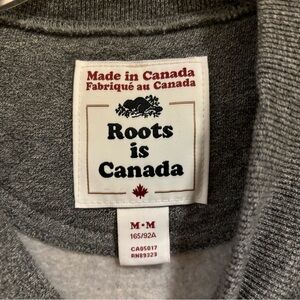 Made in Canada
Fabriqué au Canada
Roots
is
Canada
M•M
165/92A
CA05017
RN89323